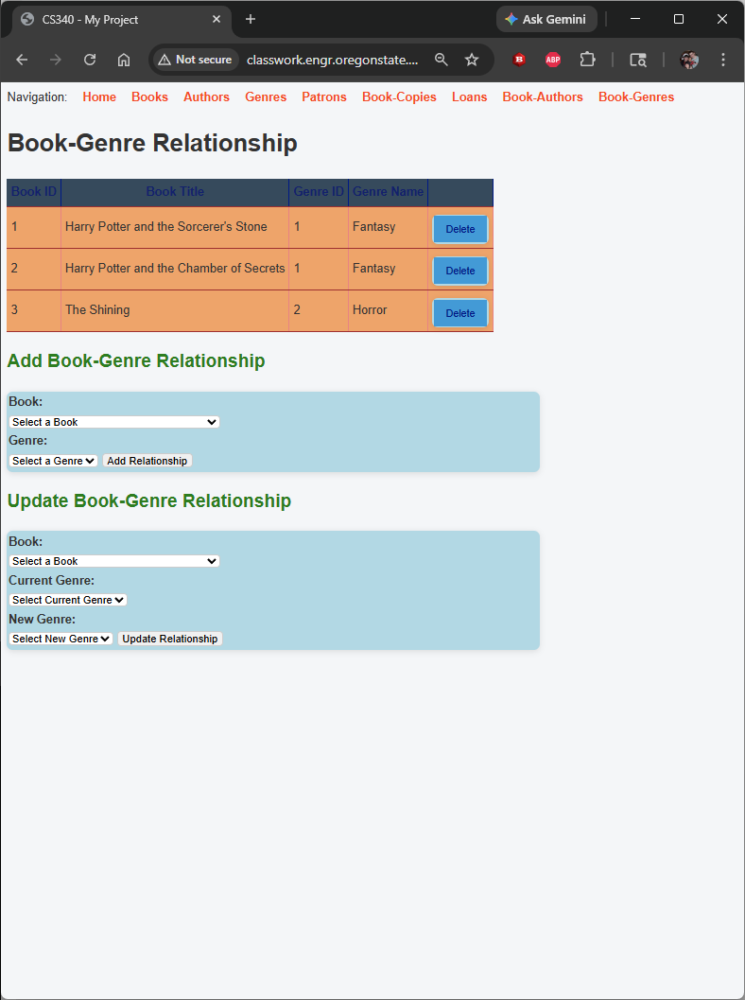 CS340 - My Project
Ask Gemini
Not secure classwork.engr.oregonstate....
ABP
Navigation: Home Books Authors Genres Patrons Book-Copies Loans Book-Authors Book-Genres
Book-Genre Relationship
Book ID Book Title Genre ID Genre Name
1 Harry Potter and the Sorcerer's Stone 1 Fantasy Delete
2 Harry Potter and the Chamber of Secrets 1 Fantasy Delete
3 The Shining 2 Horror Delete
Add Book-Genre Relationship
Book:
Select a Book
Genre:
Select a Genre Add Relationship
Update Book-Genre Relationship
Book:
Select a Book
Current Genre:
Select Current Genre
New Genre:
Select New Genre Update Relationship